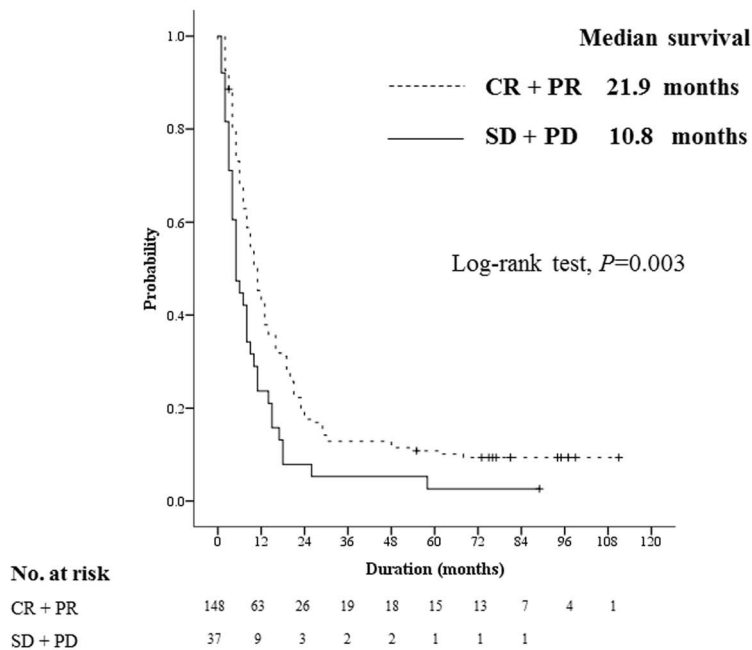 Median survival
CR + PR 21.9 months
SD + PD 10.8 months
Log-rank test, P=0.003
Probability
1.0
0.8
0.6
0.4
0.2
0.0
0 12 24 36 48 60 72 84 96 108 120
Duration (months)
No. at risk
CR + PR 148 63 26 19 18 15 13 7 4 1
SD + PD 37 9 3 2 2 1 1 1